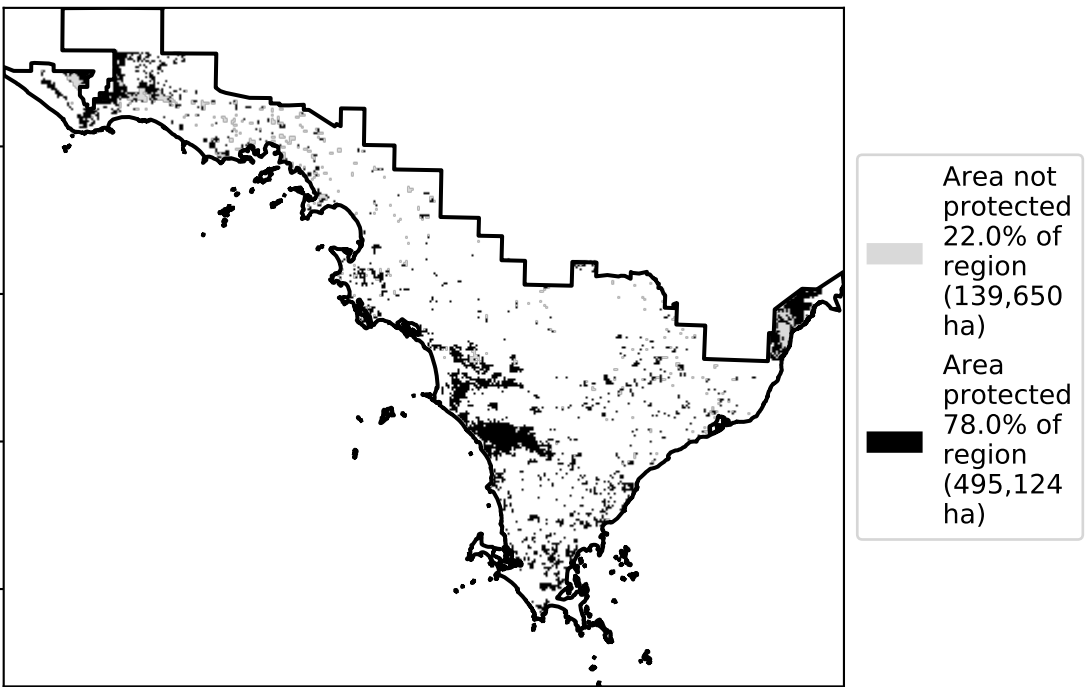 Area not
protected
22.0% of
region
(139,650
ha)
Area
protected
78.0% of
region
(495,124
ha)